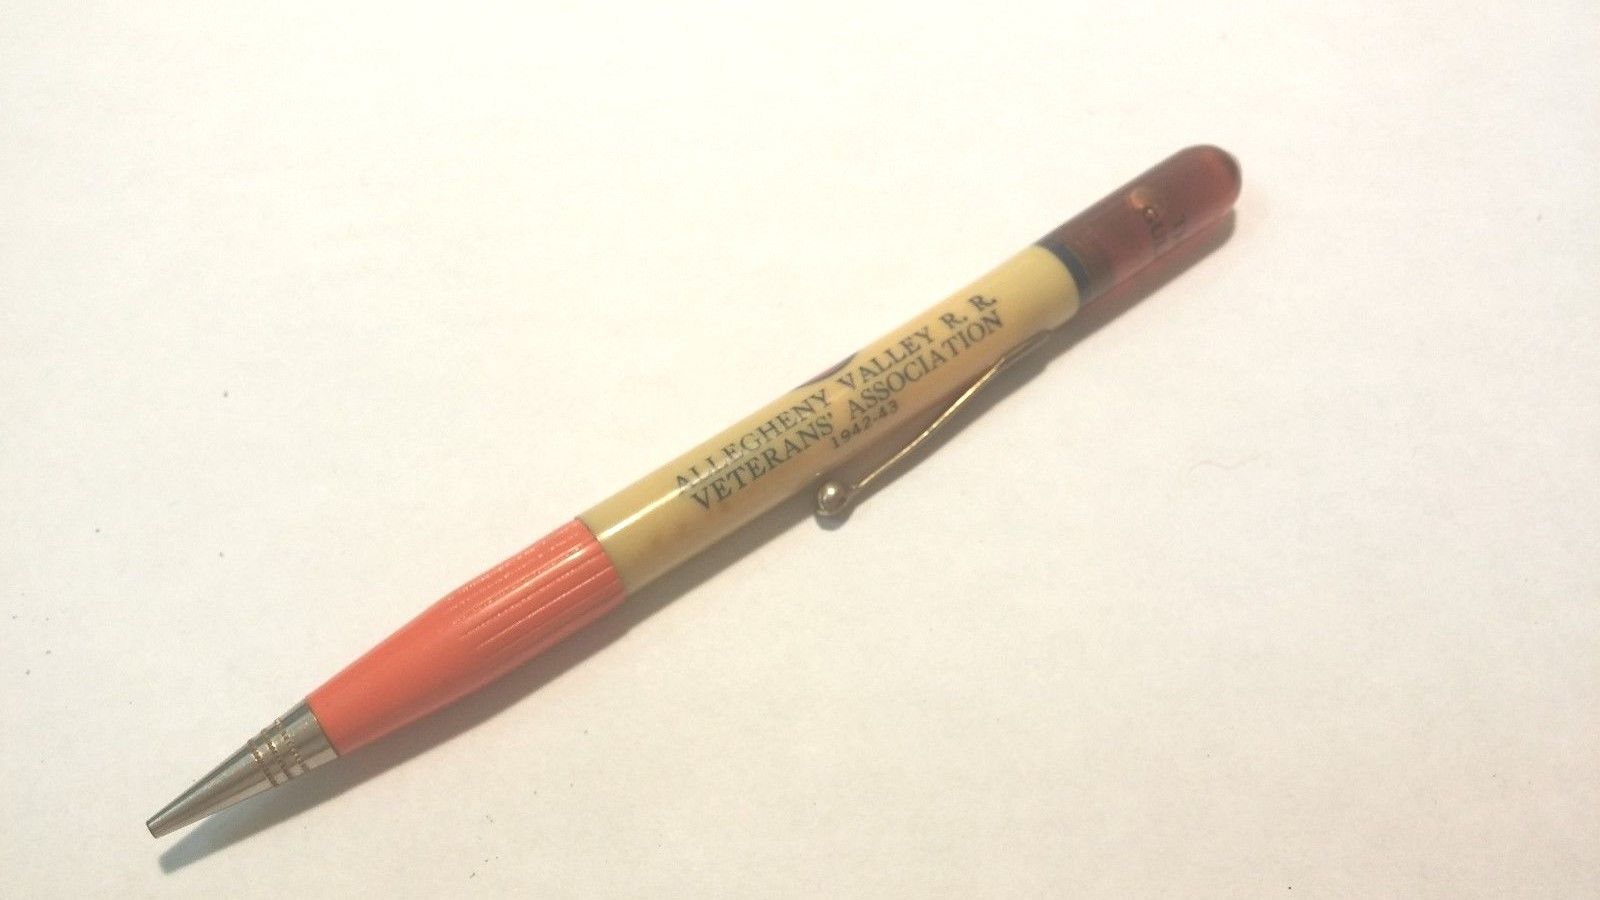 ALLEGHENY VALLEY R. R.
VETERANS' ASSOCIATION
1942-43